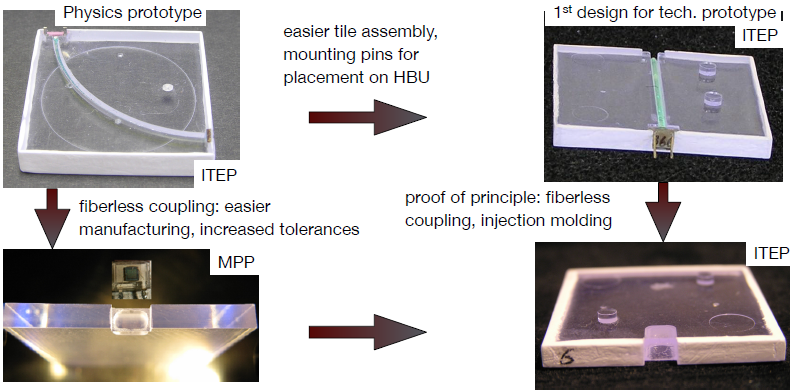 Physics prototype
easier tile assembly,
mounting pins for
placement on HBU
1st design for tech. prototype
ITEP
ITEP
fiberless coupling: easier
manufacturing, increased tolerances
proof of principle: fiberless
coupling, injection molding
MPP
ITEP